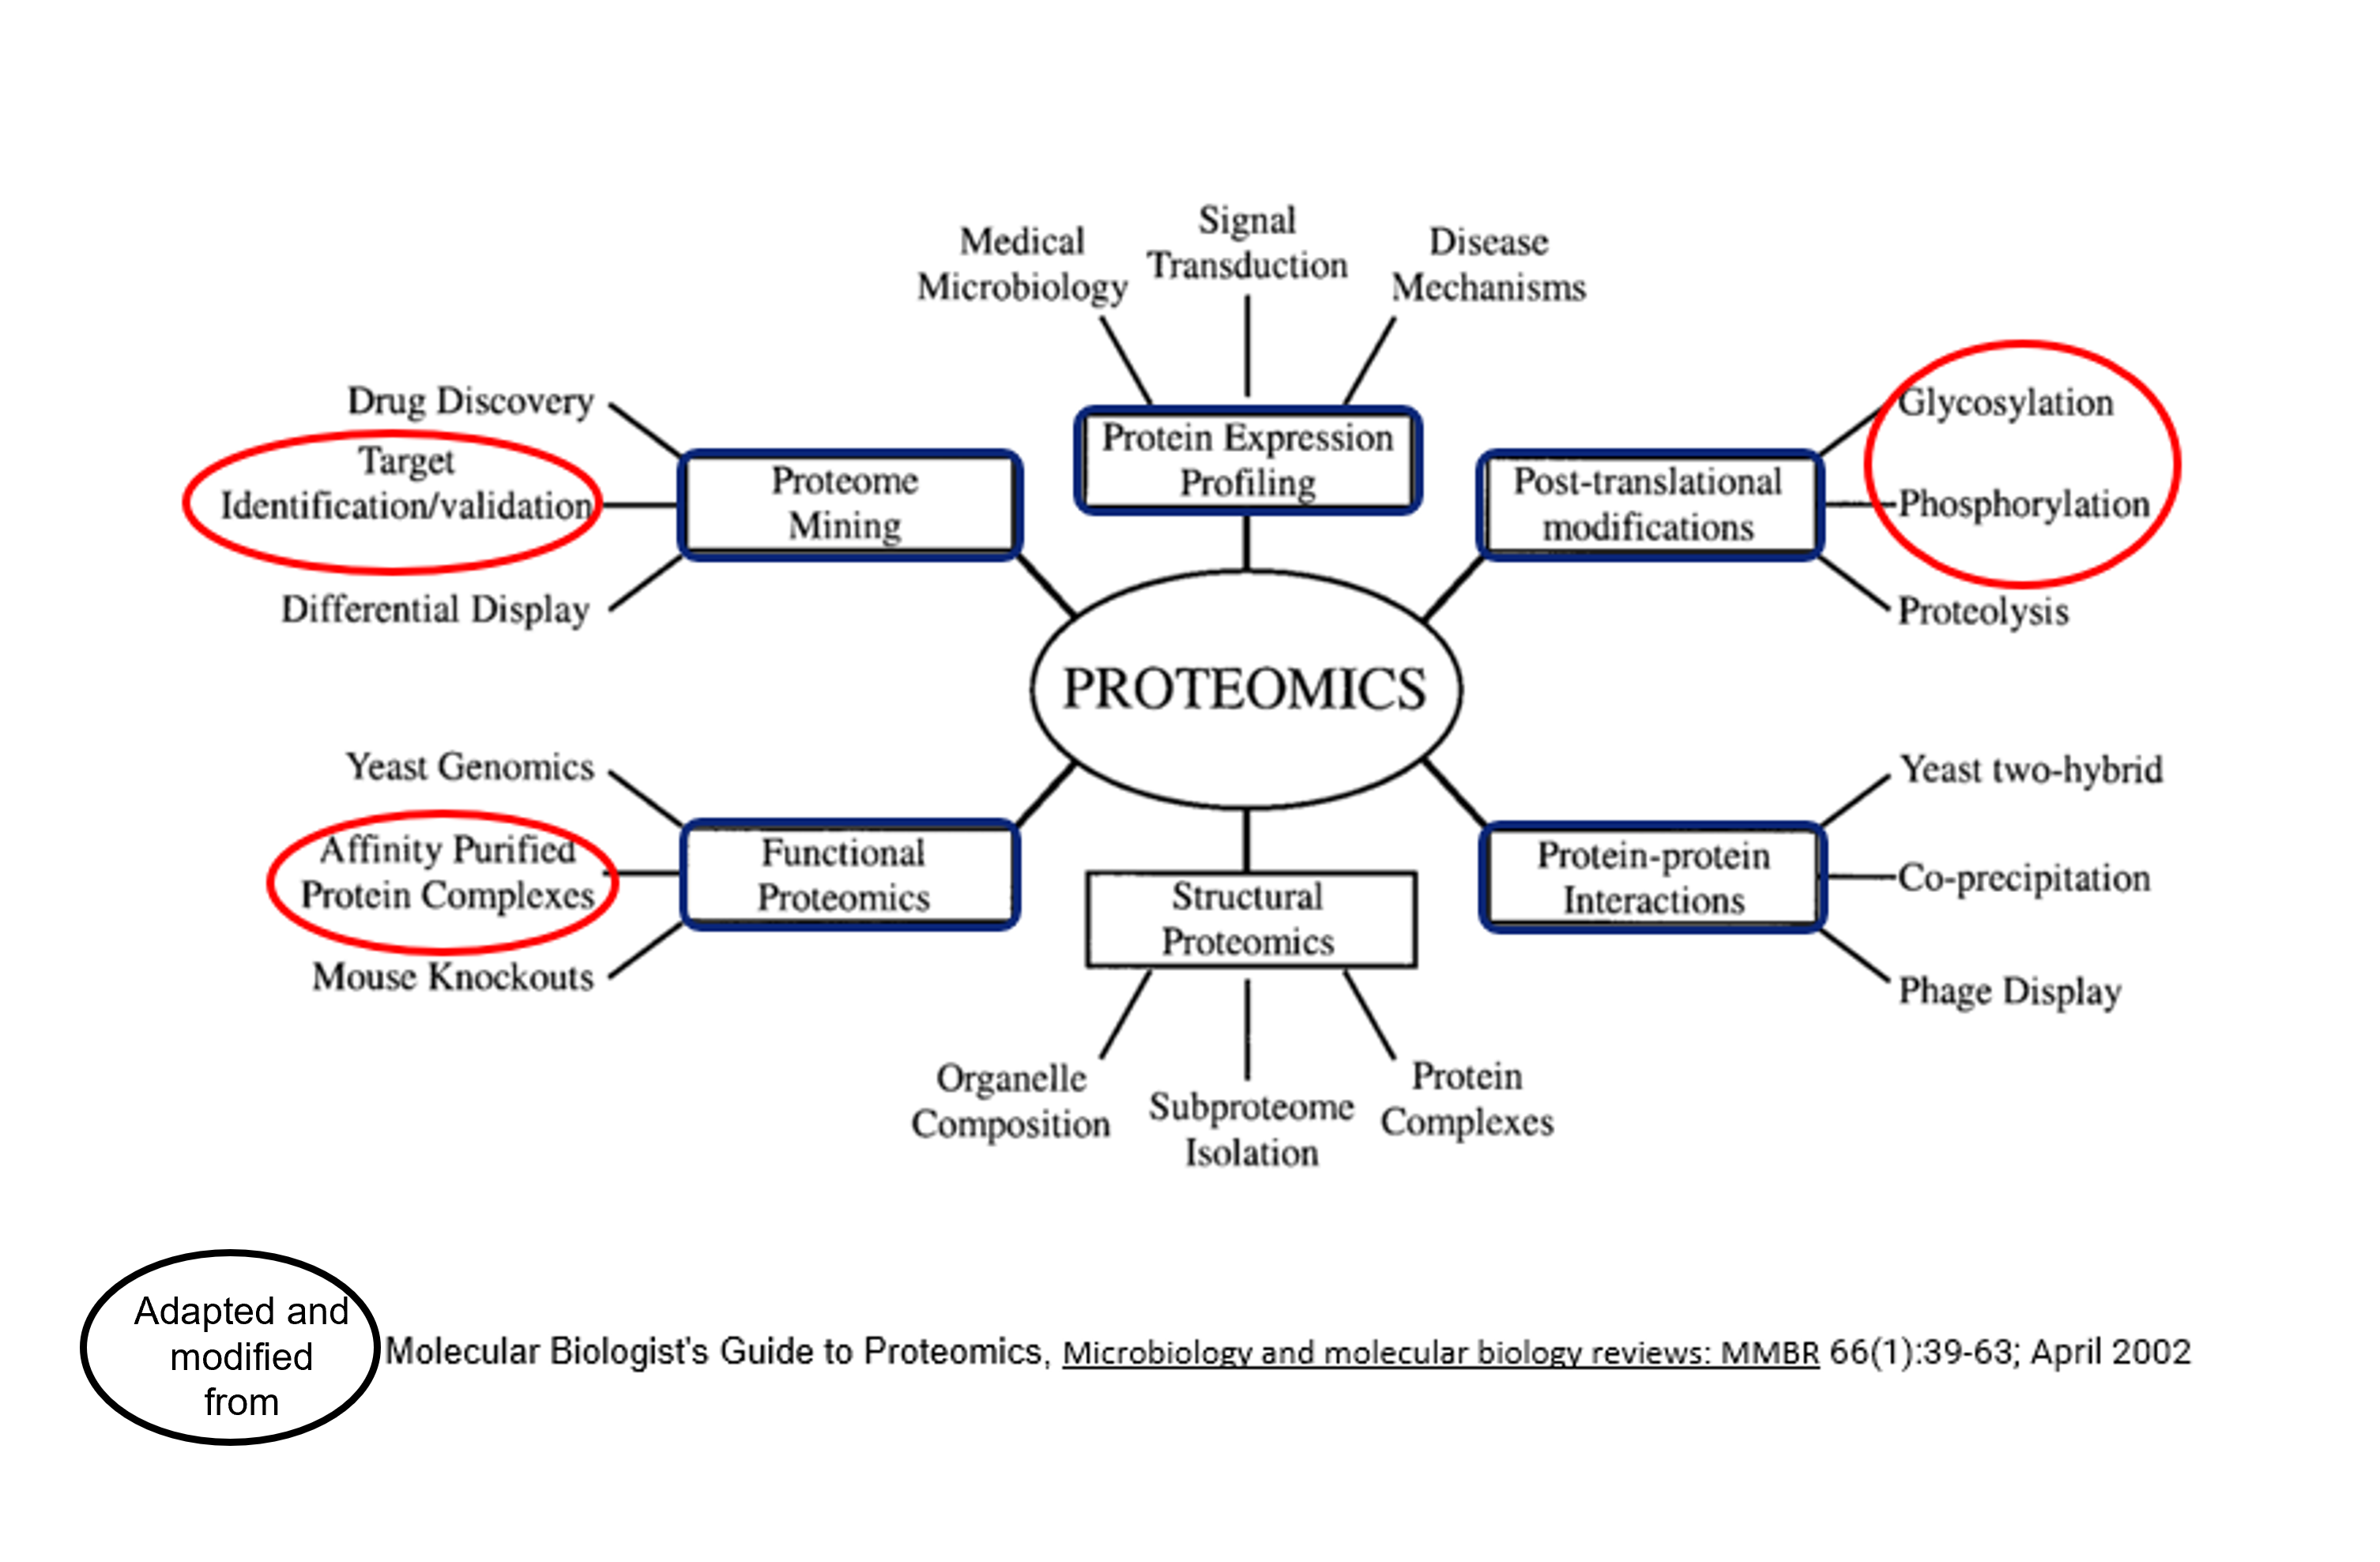 Medical
Microbiology
Signal
Transduction
Disease
Mechanisms
Drug Discovery
Target
Identification/validation
Differential Display
Proteome
Mining
Protein Expression
Profiling
Post-translational
modifications
Glycosylation
Phosphorylation
Proteolysis
PROTEOMICS
Yeast Genomics
Affinity Purified
Protein Complexes
Mouse Knockouts
Functional
Proteomics
Structural
Proteomics
Protein-protein
Interactions
Yeast two-hybrid
Co-precipitation
Phage Display
Organelle
Composition
Subproteome
Isolation
Protein
Complexes
Adapted and
modified
from
Molecular Biologist's Guide to Proteomics, Microbiology and molecular biology reviews: MMBR 66(1):39-63; April 2002